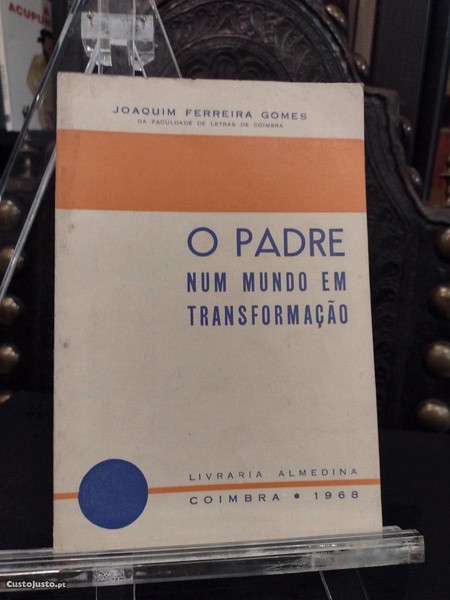 JOAQUIM FERREIRA GOMES
DA FACULDADE DE LETRAS DE COIMBRA
O PADRE
NUM MUNDO EM
TRANSFORMAÇÃO
LIVRARIA ALMEDINA
COIMBRA • 1968
CustoJusto.pt